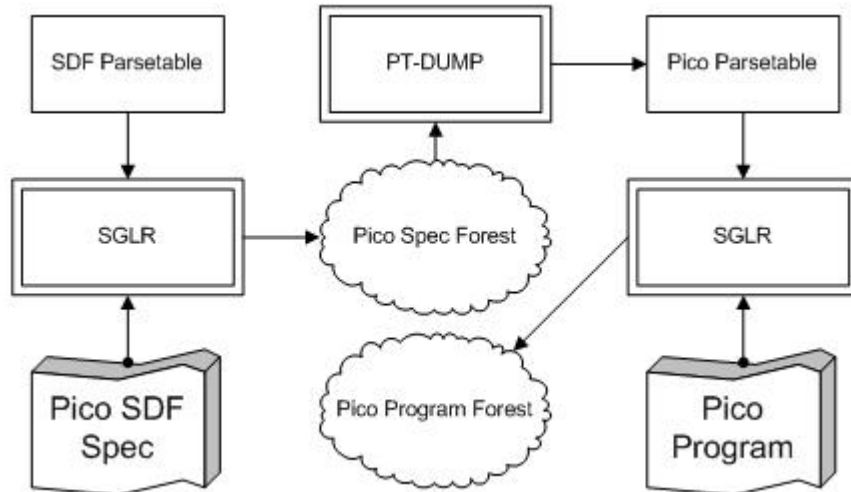 SDF Parsetable
PT-DUMP
Pico Parsetable
SGLR
Pico Spec Forest
SGLR
Pico Program Forest
Pico SDF
Spec
Pico
Program